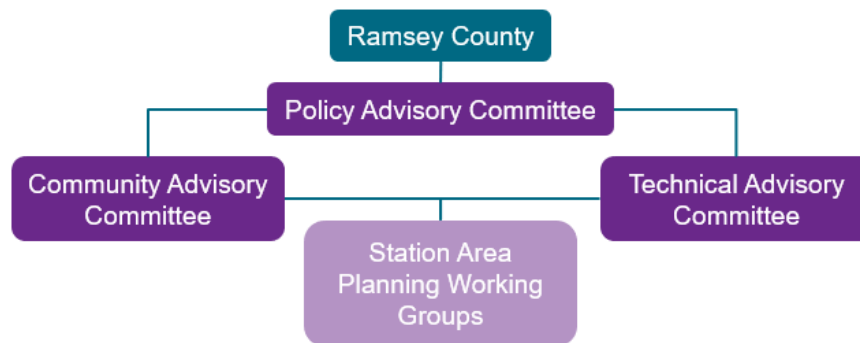 Ramsey County
Policy Advisory Committee
Community Advisory
Committee
Technical Advisory
Committee
Station Area
Planning Working
Groups